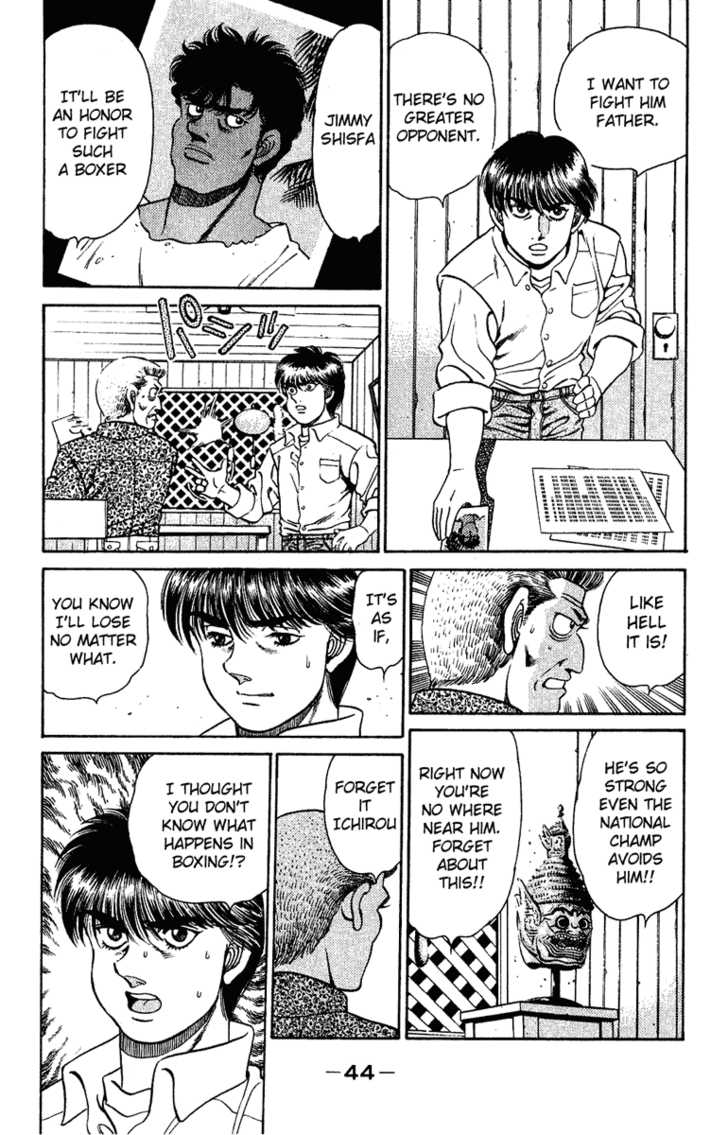 I WANT TO
FIGHT HIM
FATHER.
THERE'S NO
GREATER
OPPONENT.
JIMMY
SHISFA
IT'LL BE
AN HONOR
TO FIGHT
SUCH
A BOXER
LIKE
HELL
IT IS!
IT'S
AS
IF,
YOU KNOW
I'LL LOSE
NO MATTER
WHAT.
HE'S SO
STRONG
EVEN THE
NATIONAL
CHAMP
AVOIDS
HIM!!
RIGHT NOW
YOU'RE
NO WHERE
NEAR HIM.
FORGET
ABOUT
THIS!!
FORGET
IT
ICHIROU
I THOUGHT
YOU DON'T
KNOW WHAT
HAPPENS IN
BOXING!?
—44—